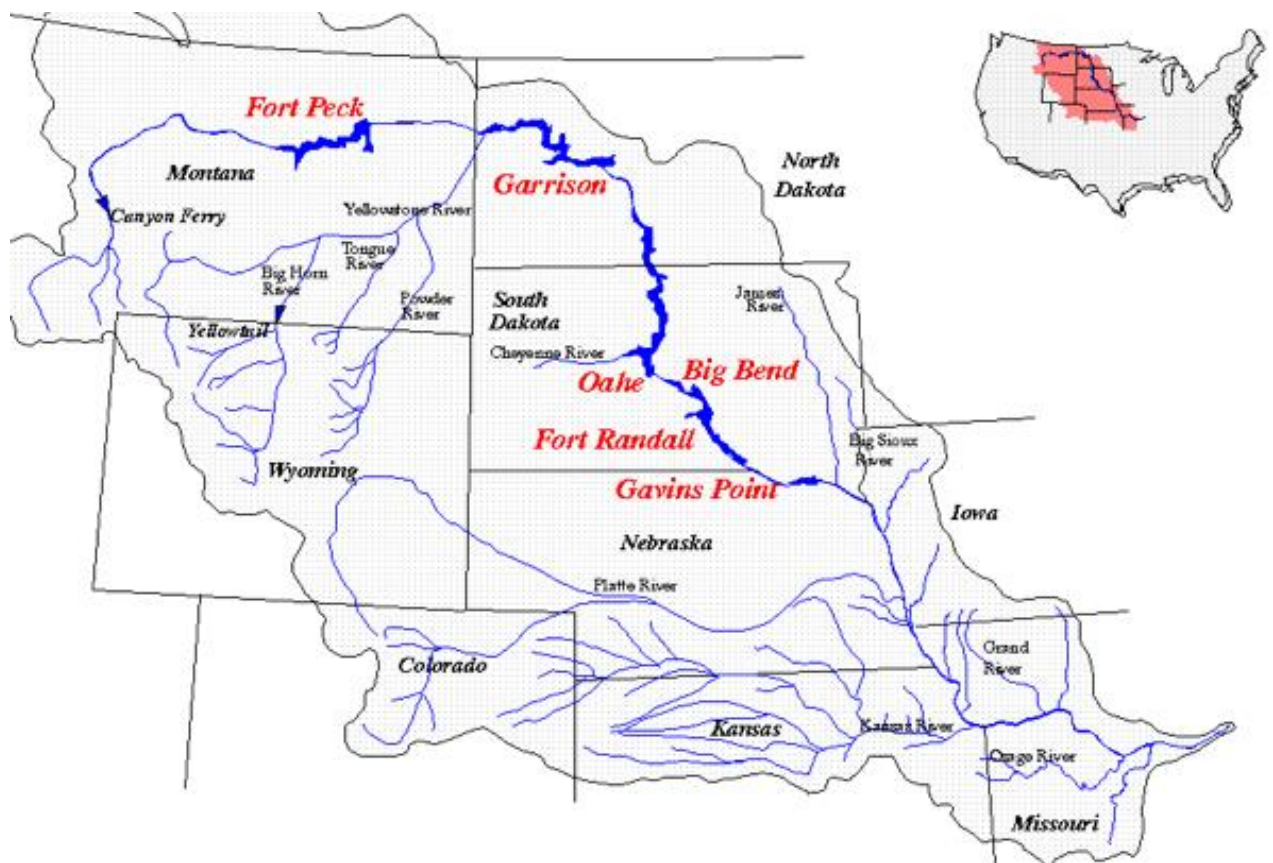 Fort Peck
Montana
Garrison
North
Dakota
Canyon Ferry
Yellowstone River
Big Horn
River
Tongue
River
Powder
River
Yellowtail
South
Dakota
James
River
Cheyenne River
Oahe
Big Bend
Fort Randall
Big Sioux
River
Wyoming
Gavins Point
Iowa
Nebraska
Platte River
Colorado
Grand
River
Kansas
Kansas River
Osage River
Missouri